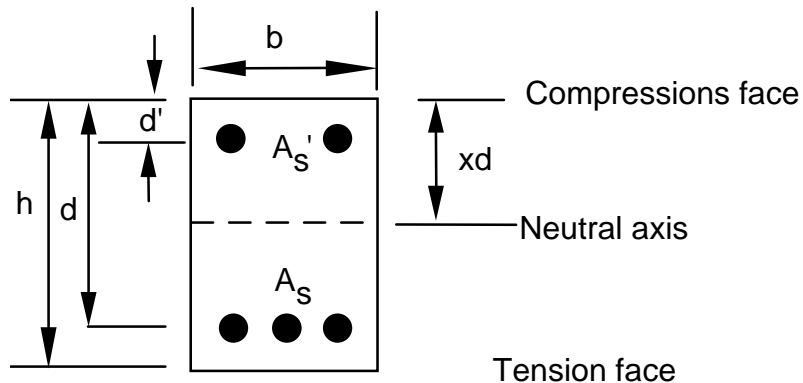 b
Compressions face
d'
As'
xd
h
d
Neutral axis
As
Tension face